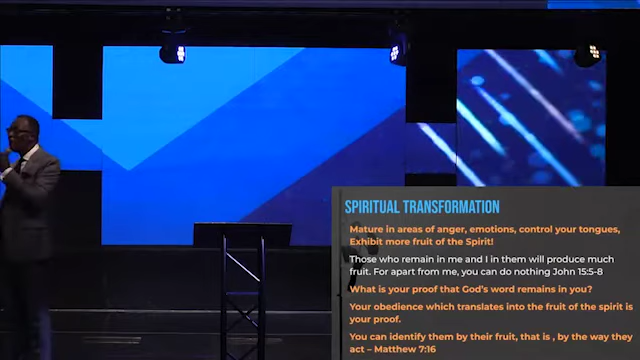 SPIRITUAL TRANSFORMATION
Mature in areas of anger, emotions, control your tongues,
Exhibit more fruit of the Spirit!
Those who remain in me and I in them will produce much
fruit. For apart from me, you can do nothing John 15:5-8
What is your proof that God's word remains in you?
Your obedience which translates into the fruit of the spirit is
your proof.
You can identify them by their fruit, that is , by the way they
act – Matthew 7:16